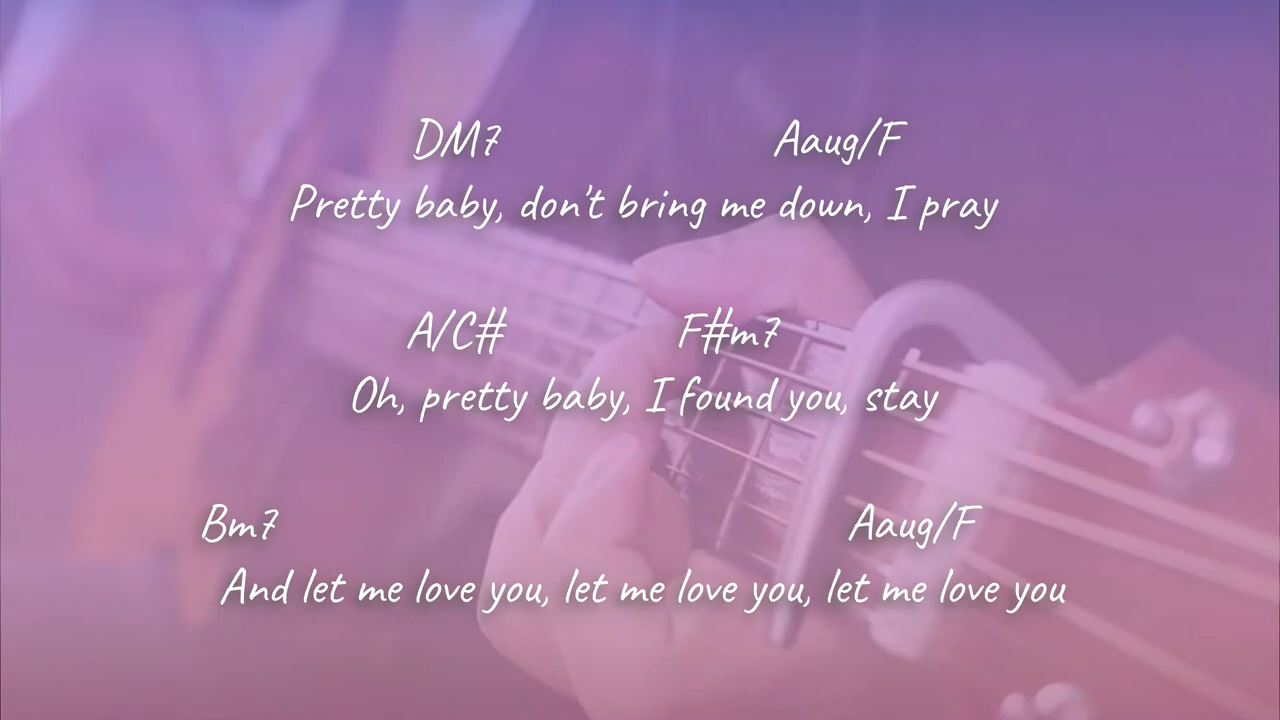 DM7 Aaug/F
Pretty baby, don't bring me down, I pray
A/C# F#m7
Oh, pretty baby, I found you, stay
Bm7 Aaug/F
And let me love you, let me love you, let me love you